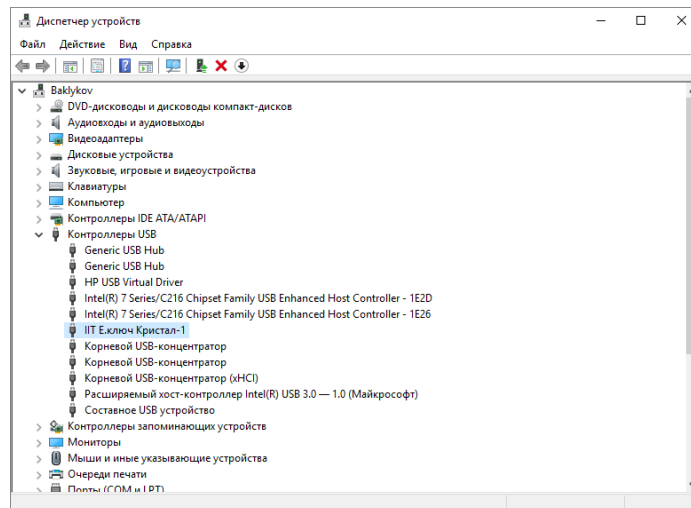 Диспетчер устройств
Файл Действие Вид Справка
Baklykov
DVD-дисководы и дисководы компакт-дисков
Аудиовходы и аудиовыходы
Видеоадаптеры
Дисковые устройства
Звуковые, игровые и видеоустройства
Клавиатуры
Компьютер
Контроллеры IDE ATA/ATAPI
Контроллеры USB
Generic USB Hub
Generic USB Hub
HP USB Virtual Driver
Intel(R) 7 Series/C216 Chipset Family USB Enhanced Host Controller - 1E2D
Intel(R) 7 Series/C216 Chipset Family USB Enhanced Host Controller - 1E26
ІІТ Е.ключ Кристал-1
Корневой USB-концентратор
Корневой USB-концентратор
Корневой USB-концентратор (xHCI)
Расширяемый хост-контроллер Intel(R) USB 3.0 — 1.0 (Майкрософт)
Составное USB устройство
Контроллеры запоминающих устройств
Мониторы
Мыши и иные указывающие устройства
Очереди печати
Порты (COM и LPT)